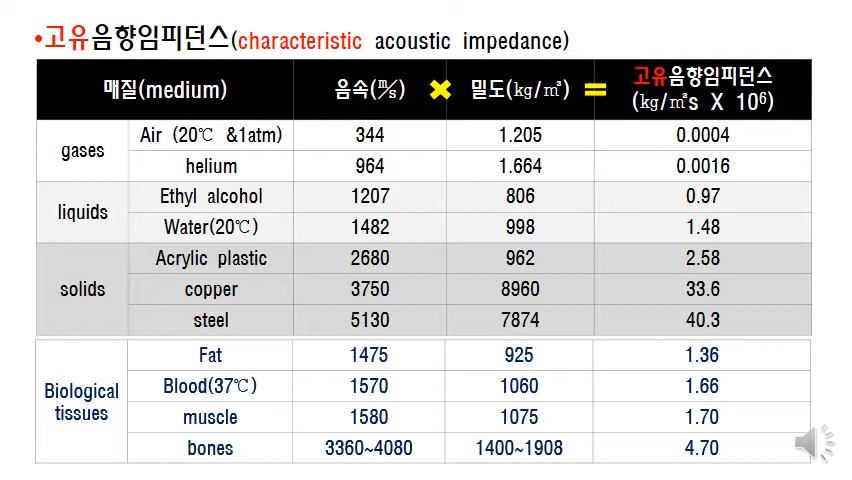 •고유음향임피던스(characteristic acoustic impedance)
매질(medium) 음속(㎧) ✖ 밀도(kg/㎥) = 고유음향임피던스
(kg/㎡s X 10⁶)
gases Air (20℃ &1atm) 344 1.205 0.0004
helium 964 1.664 0.0016
liquids Ethyl alcohol 1207 806 0.97
Water(20℃) 1482 998 1.48
solids Acrylic plastic 2680 962 2.58
copper 3750 8960 33.6
steel 5130 7874 40.3
Biological tissues Fat 1475 925 1.36
Blood(37℃) 1570 1060 1.66
muscle 1580 1075 1.70
bones 3360~4080 1400~1908 4.70